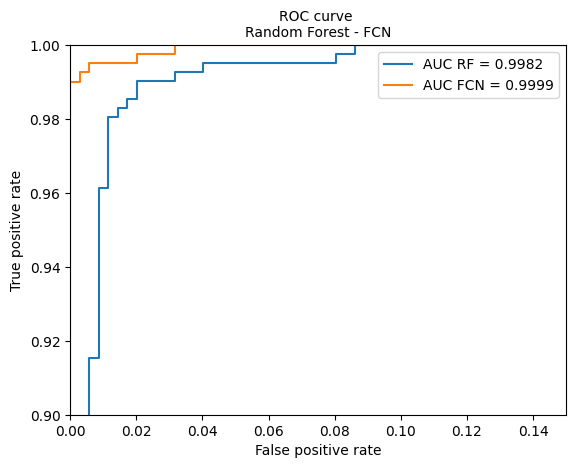 ROC curve
Random Forest - FCN
AUC RF = 0.9982
AUC FCN = 0.9999
True positive rate
1.00
0.98
0.96
0.94
0.92
0.90
0.00 0.02 0.04 0.06 0.08 0.10 0.12 0.14
False positive rate